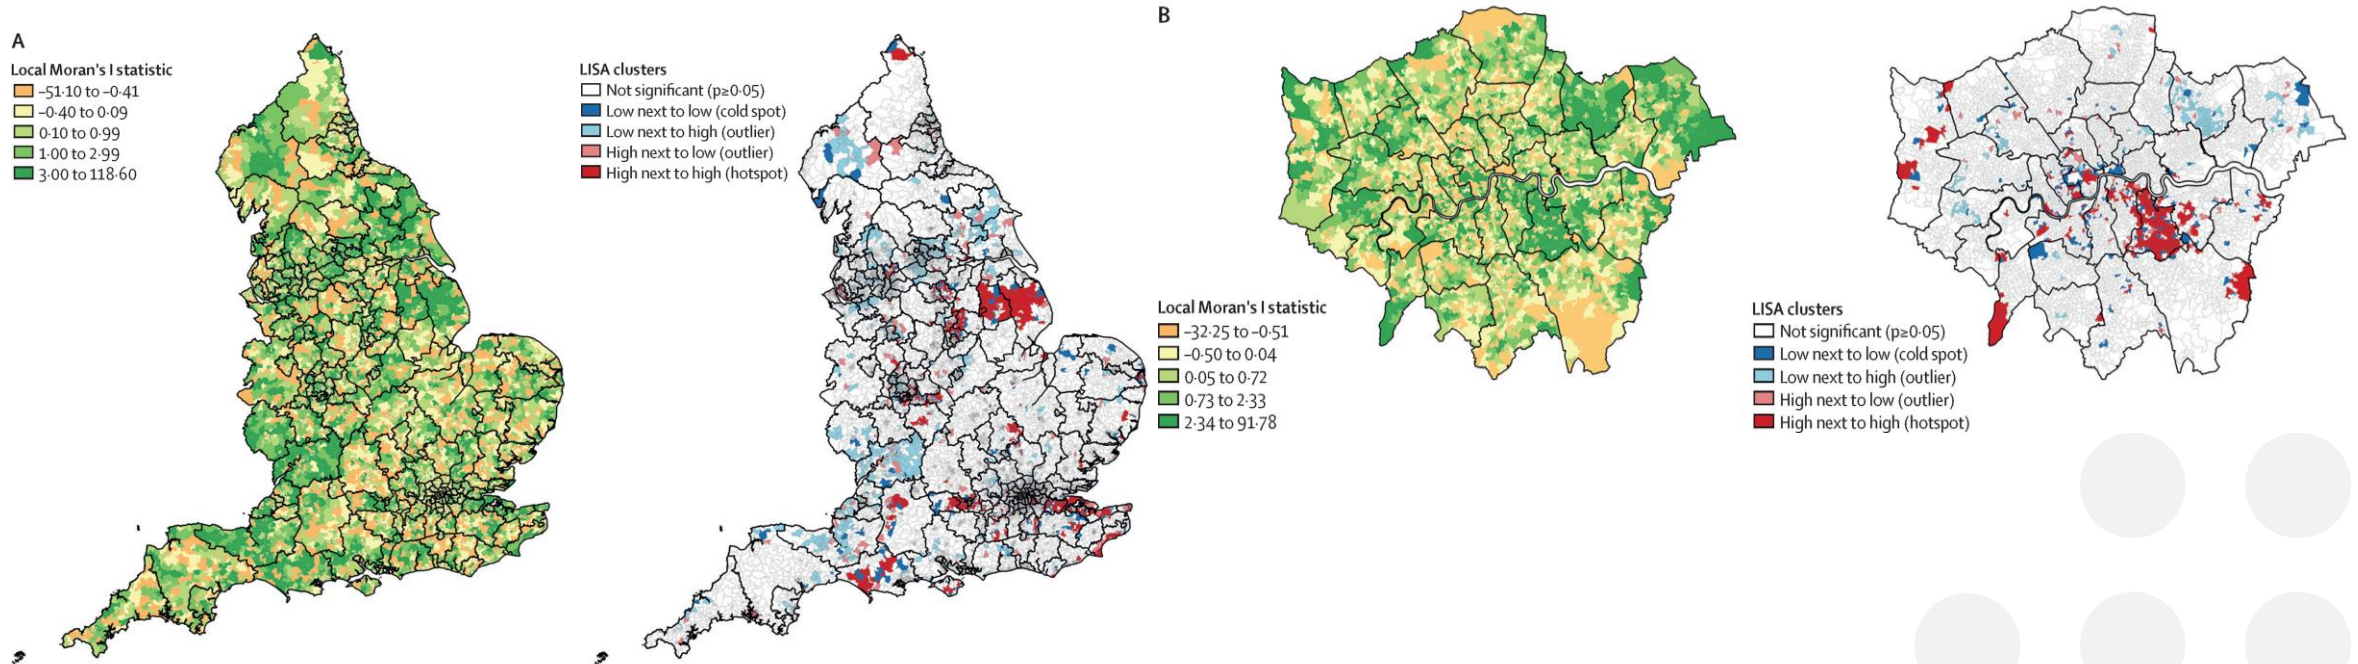 A
Local Moran's I statistic
–51·10 to –0·41
–0·40 to 0·09
0·10 to 0·99
1·00 to 2·99
3·00 to 118·60
LISA clusters
Not significant (p≥0·05)
Low next to low (cold spot)
Low next to high (outlier)
High next to low (outlier)
High next to high (hotspot)
B
Local Moran's I statistic
–32·25 to –0·51
–0·50 to 0·04
0·05 to 0·72
0·73 to 2·33
2·34 to 91·78
LISA clusters
Not significant (p≥0·05)
Low next to low (cold spot)
Low next to high (outlier)
High next to low (outlier)
High next to high (hotspot)